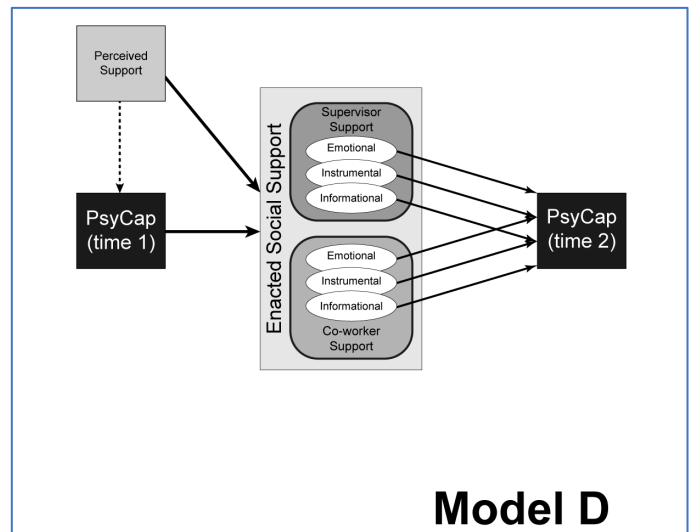 Perceived
Support
PsyCap
(time 1)
Enacted Social Support
Supervisor
Support
Emotional
Instrumental
Informational
Emotional
Instrumental
Informational
Co-worker
Support
PsyCap
(time 2)
Model D